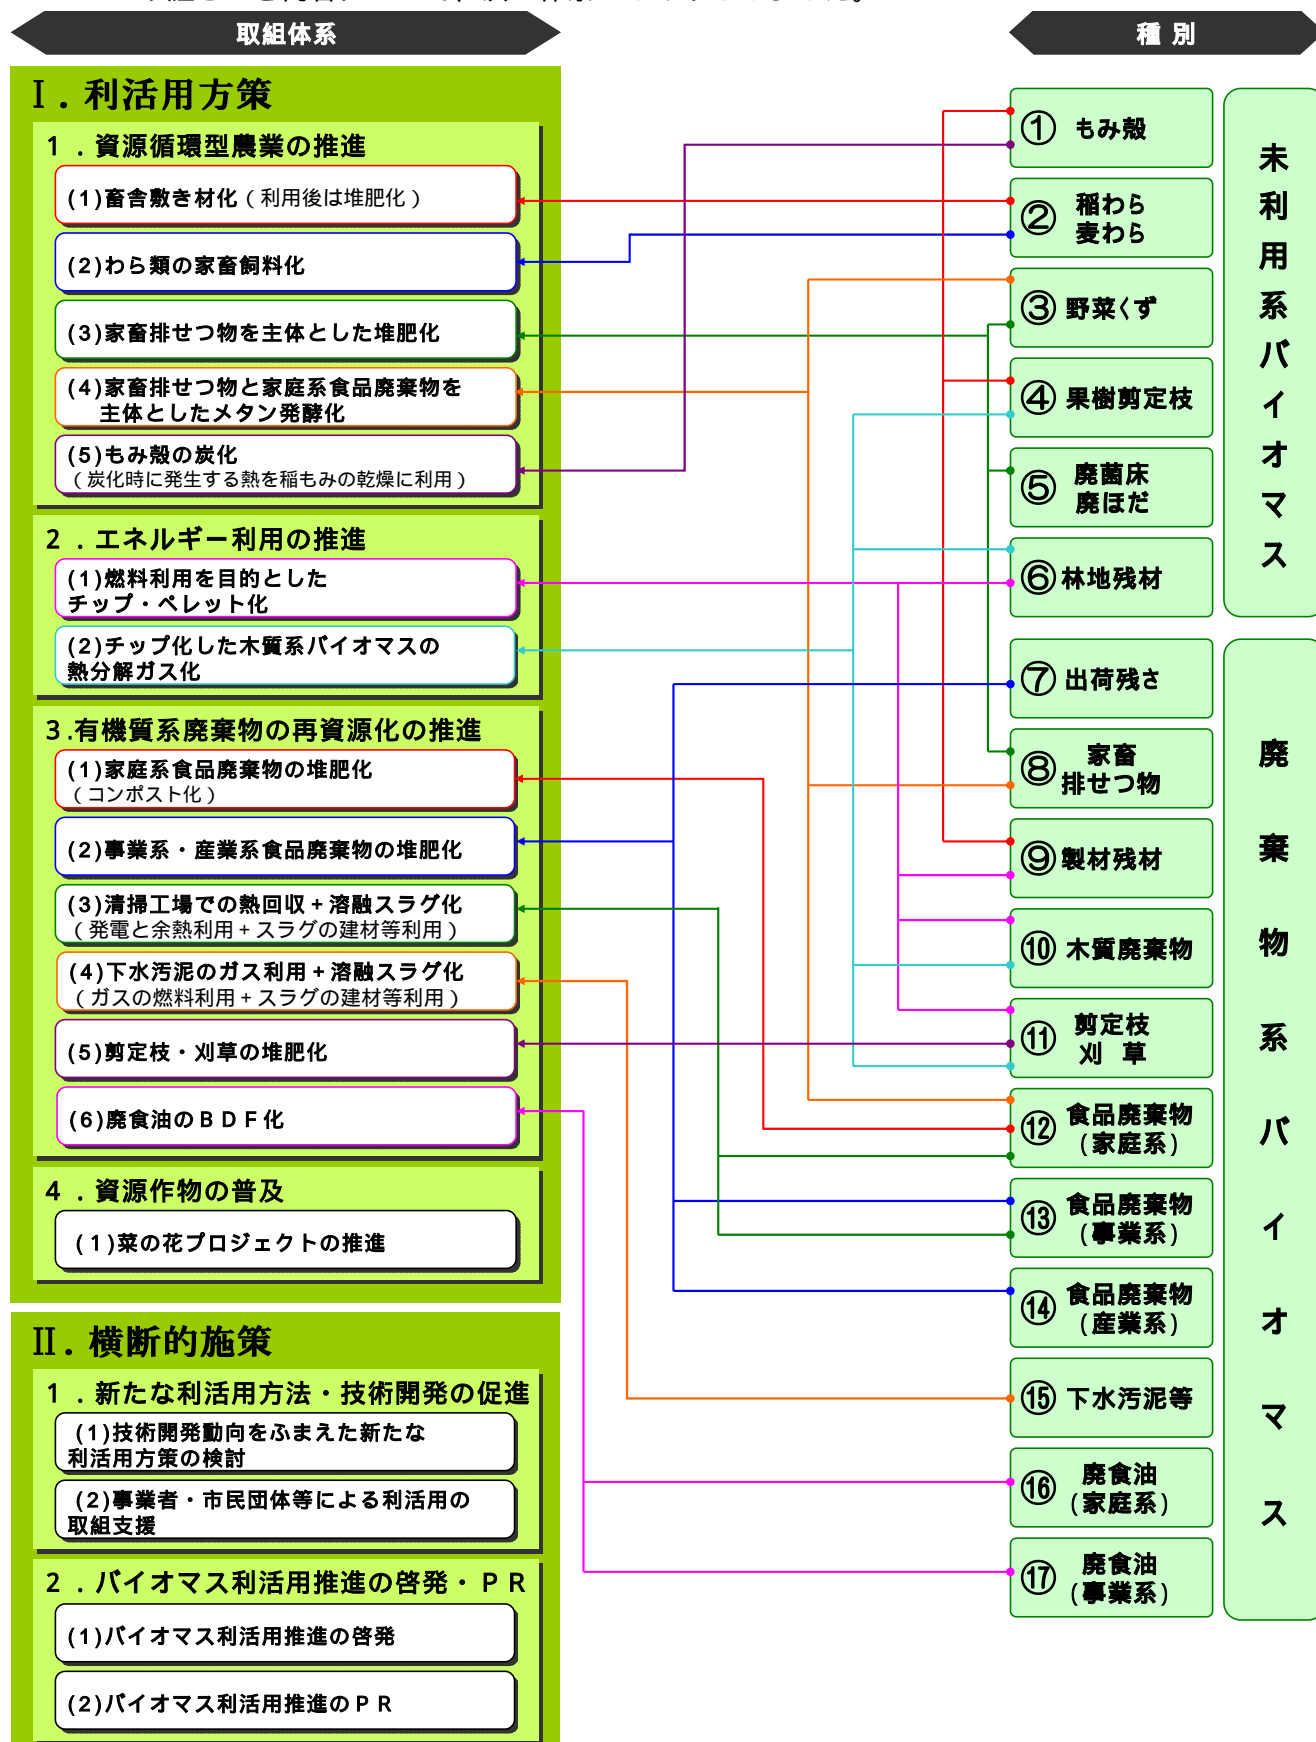 取組体系
種 別
Ⅰ．利活用方策
1 ．資源循環型農業の推進
(1)畜舎敷き材化（利用後は堆肥化）
(2)わら類の家畜飼料化
(3)家畜排せつ物を主体とした堆肥化
(4)家畜排せつ物と家庭系食品廃棄物を
主体としたメタン発酵化
(5)もみ殻の炭化
（炭化時に発生する熱を稲もみの乾燥に利用）
2 ．エネルギー利用の推進
(1)燃料利用を目的とした
チップ・ペレット化
(2)チップ化した木質系バイオマスの
熱分解ガス化
3.有機質系廃棄物の再資源化の推進
(1)家庭系食品廃棄物の堆肥化
（コンポスト化）
(2)事業系・産業系食品廃棄物の堆肥化
(3)清掃工場での熱回収+溶融スラグ化
（発電と余熱利用+スラグの建材等利用）
(4)下水汚泥のガス利用+溶融スラグ化
（ガスの燃料利用+スラグの建材等利用）
(5)剪定枝・刈草の堆肥化
(6)廃食油のＢＤＦ化
4 ．資源作物の普及
(1)菜の花プロジェクトの推進
Ⅱ．横断的施策
1 ．新たな利活用方法・技術開発の促進
(1)技術開発動向をふまえた新たな
利活用方策の検討
(2)事業者・市民団体等による利活用の
取組支援
2 ．バイオマス利活用推進の啓発・ＰＲ
(1)バイオマス利活用推進の啓発
(2)バイオマス利活用推進のＰＲ
① もみ殻
② 稲わら
麦わら
③ 野菜くず
④ 果樹剪定枝
⑤ 廃菌床
廃ほだ
⑥ 林地残材
⑦ 出荷残さ
⑧ 家畜
排せつ物
⑨ 製材残材
⑩ 木質廃棄物
⑪ 剪定枝
刈 草
⑫ 食品廃棄物
(家庭系)
⑬ 食品廃棄物
(事業系)
⑭ 食品廃棄物
(産業系)
⑮ 下水汚泥等
⑯ 廃食油
(家庭系)
⑰ 廃食油
(事業系)
未利用系バイオマス
廃棄物系バイオマス